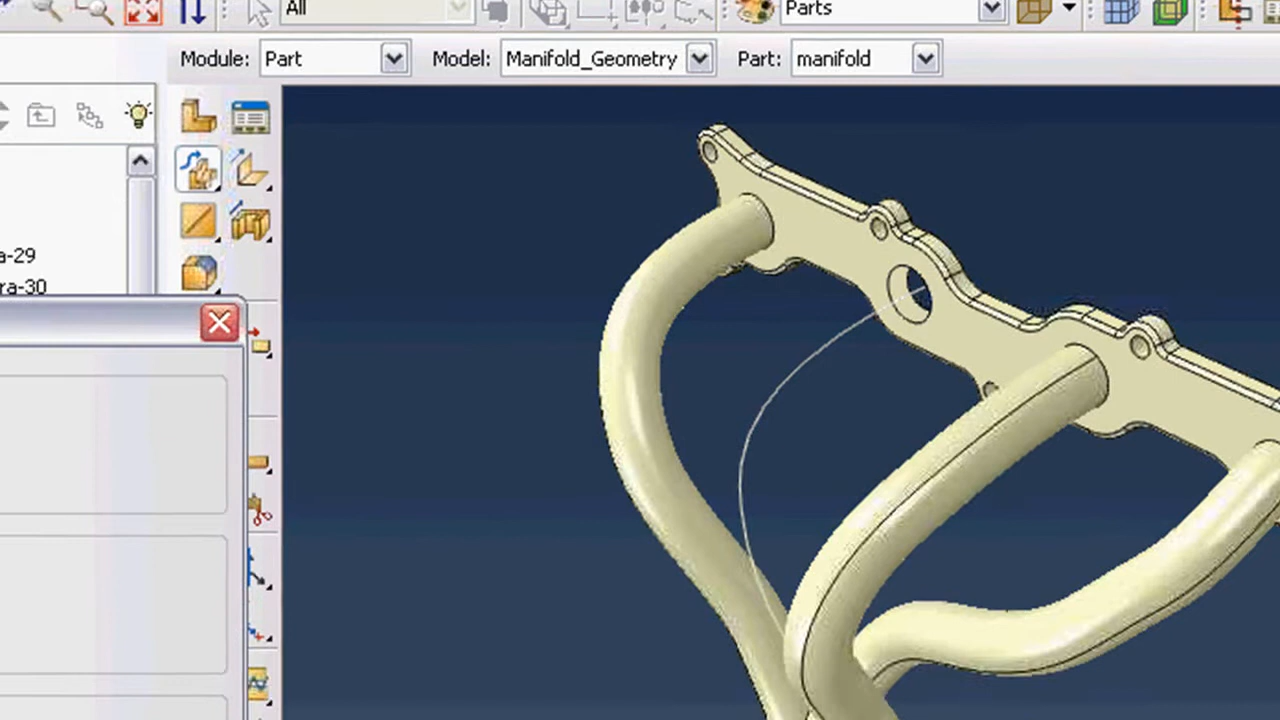 All
Parts
Module: Part Model: Manifold_Geometry Part: manifold
a-29
ra-30